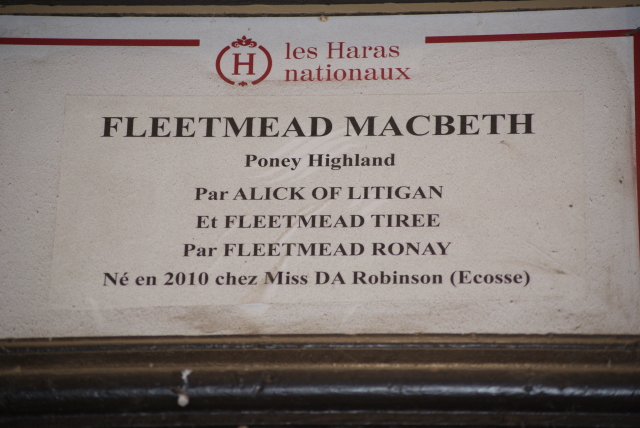 H
les Haras
nationaux
FLEETMEAD MACBETH
Poney Highland
Par ALICK OF LITIGAN
Et FLEETMEAD TIREE
Par FLEETMEAD RONAY
Né en 2010 chez Miss DA Robinson (Ecosse)